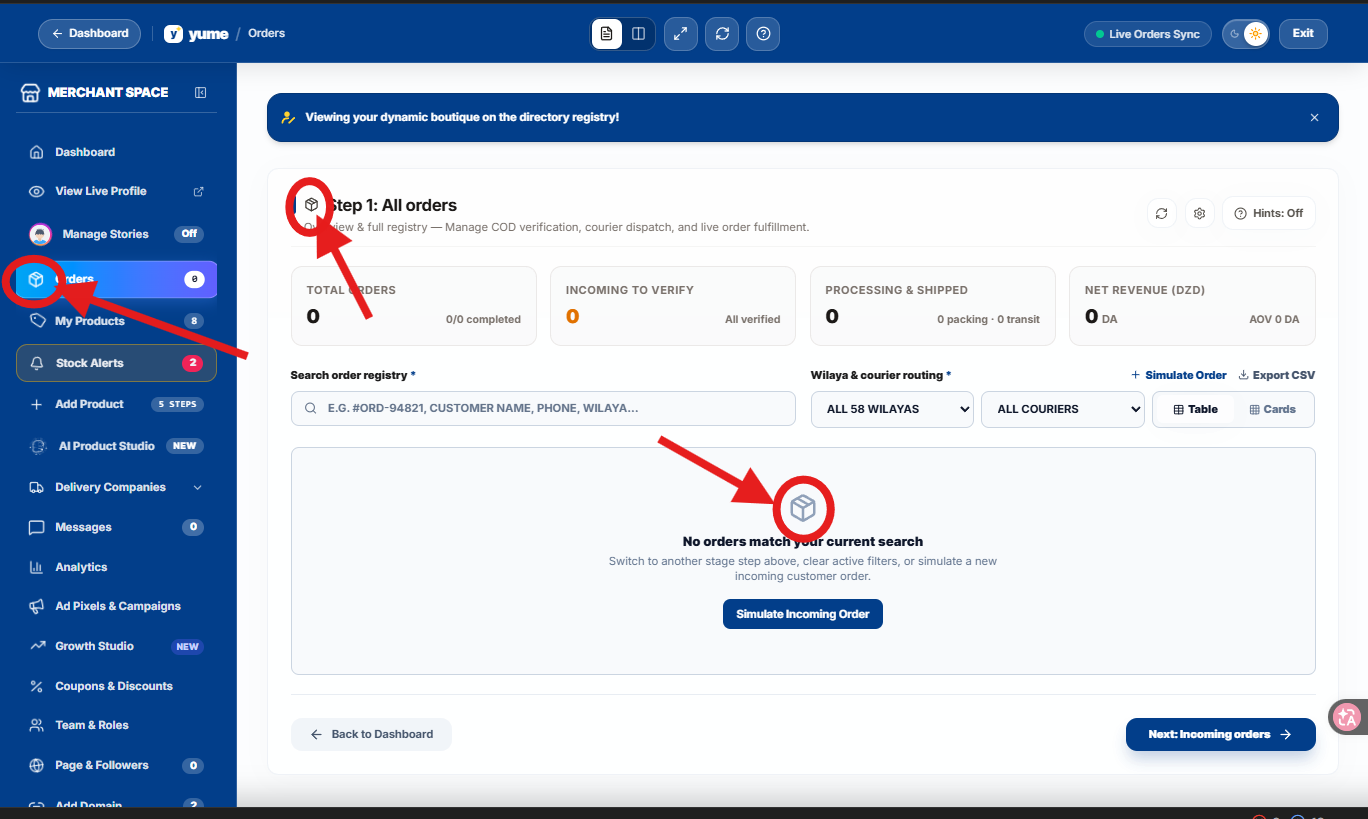 Dashboard
yume / Orders
Live Orders Sync
Exit
MERCHANT SPACE
Dashboard
View Live Profile
Manage Stories Off
Orders 0
My Products 8
Stock Alerts 2
Add Product 5 STEPS
AI Product Studio NEW
Delivery Companies
Messages 0
Analytics
Ad Pixels & Campaigns
Growth Studio NEW
Coupons & Discounts
Team & Roles
Page & Followers 0
Add Domain 2
Viewing your dynamic boutique on the directory registry!
Step 1: All orders
Overview & full registry — Manage COD verification, courier dispatch, and live order fulfillment.
Hints: Off
TOTAL ORDERS
0 0/0 completed
INCOMING TO VERIFY
0 All verified
PROCESSING & SHIPPED
0 0 packing · 0 transit
NET REVENUE (DZD)
0 DA AOV 0 DA
Search order registry *
E.G. #ORD-94821, CUSTOMER NAME, PHONE, WILAYA...
Wilaya & courier routing *
+ Simulate Order Export CSV
ALL 58 WILAYAS
ALL COURIERS
Table Cards
No orders match your current search
Switch to another stage step above, clear active filters, or simulate a new
incoming customer order.
Simulate Incoming Order
Back to Dashboard
Next: Incoming orders